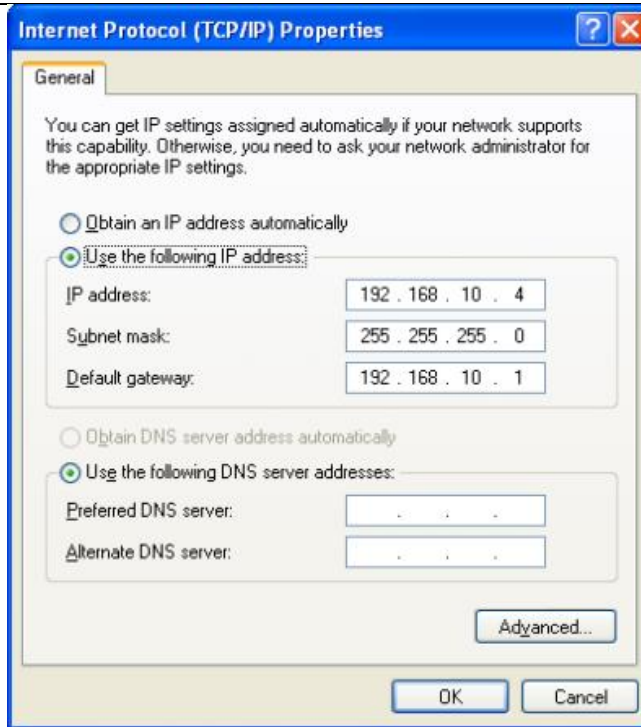 Internet Protocol (TCP/IP) Properties
General
You can get IP settings assigned automatically if your network supports
this capability. Otherwise, you need to ask your network administrator for
the appropriate IP settings.
Obtain an IP address automatically
Use the following IP address:
IP address: 192 . 168 . 10 . 4
Subnet mask: 255 . 255 . 255 . 0
Default gateway: 192 . 168 . 10 . 1
Obtain DNS server address automatically
Use the following DNS server addresses:
Preferred DNS server: . . .
Alternate DNS server: . . .
Advanced...
OK Cancel